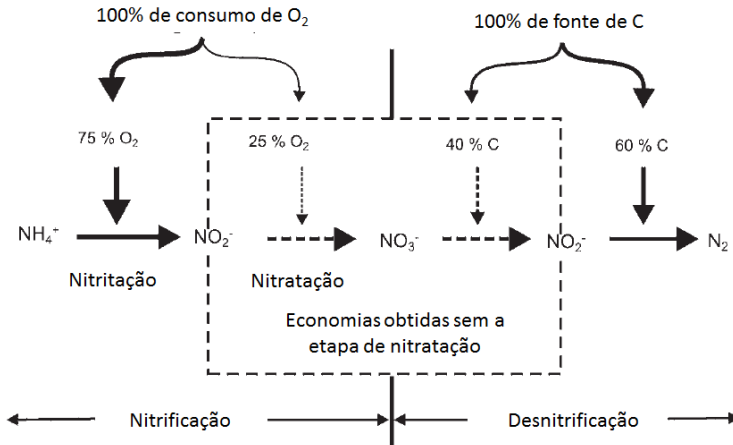 100% de consumo de O₂
100% de fonte de C
75 % O₂
25 % O₂
40 % C
60 % C
NH₄⁺
NO₂⁻
NO₃⁻
NO₂⁻
N₂
Nitritação
Nitratação
Economias obtidas sem a
etapa de nitratação
Nitrificação
Desnitrificação